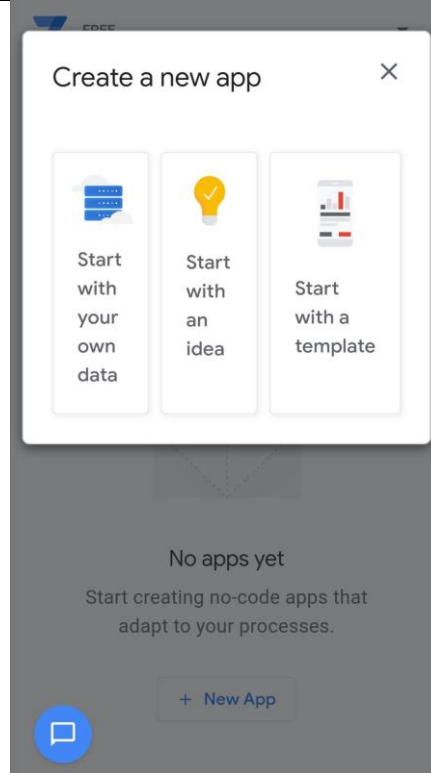 FREE
Create a new app
Start
with
your
own
data
Start
with
an
idea
Start
with a
template
No apps yet
Start creating no-code apps that
adapt to your processes.
+ New App